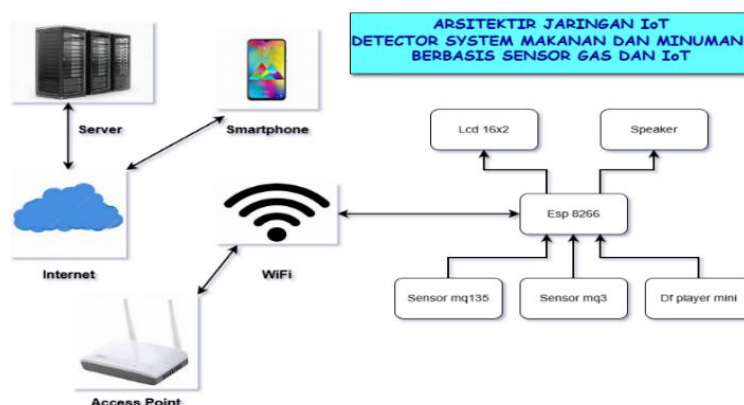 ARSITEKTIR JARINGAN IoT
DETECTOR SYSTEM MAKANAN DAN MINUMAN
BERBASIS SENSOR GAS DAN IoT
Server
Smartphone
Lcd 16x2
Speaker
Esp 8266
Internet
WiFi
Sensor mq135
Sensor mq3
Df player mini
Access Point